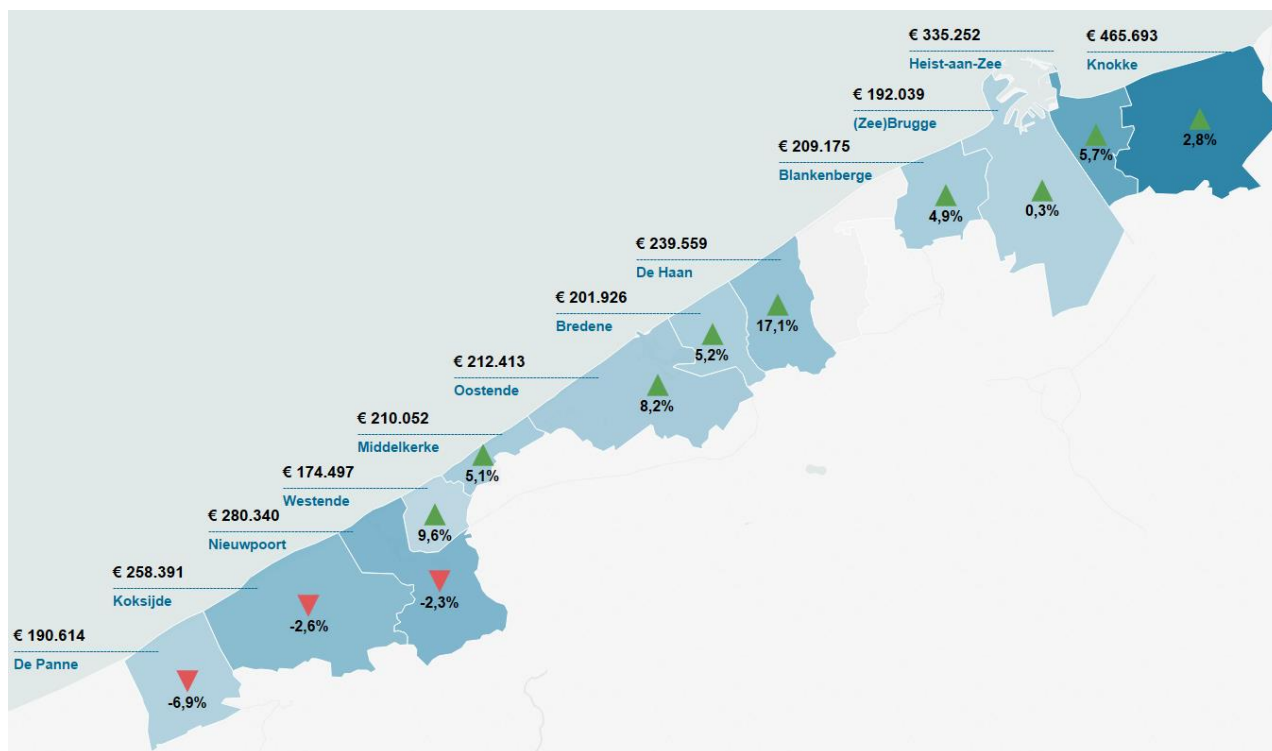 € 335.252
Heist-aan-Zee
€ 465.693
Knokke
€ 192.039
(Zee)Brugge
€ 209.175
Blankenberge
2,8%
5,7%
4,9%
0,3%
€ 239.559
De Haan
€ 201.926
Bredene
17,1%
5,2%
€ 212.413
Oostende
8,2%
€ 210.052
Middelkerke
5,1%
€ 174.497
Westende
9,6%
€ 280.340
Nieuwpoort
-2,3%
€ 258.391
Koksijde
-2,6%
€ 190.614
De Panne
-6,9%